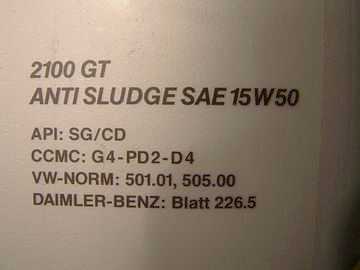 2100 GT
ANTI SLUDGE SAE 15W50
API: SG/CD
CCMC: G4-PD2-D4
VW-NORM: 501.01, 505.00
DAIMLER-BENZ: Blatt 226.5